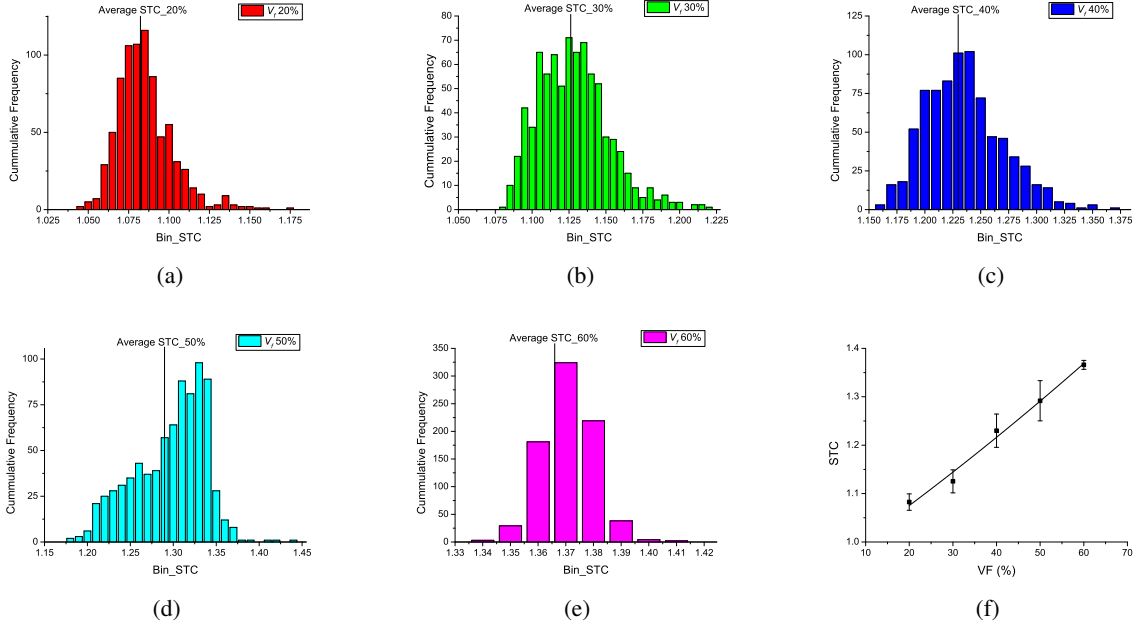 Average STC_20%
Vf 20%
Cummulative Frequency
100
50
0
1.025 1.050 1.075 1.100 1.125 1.150 1.175
Bin_STC
(a)
Average STC_30%
Vf 30%
Cummulative Frequency
80
70
60
50
40
30
20
10
0
1.050 1.075 1.100 1.125 1.150 1.175 1.200 1.225
Bin_STC
(b)
Average STC_40%
Vf 40%
Cummulative Frequency
125
100
75
50
25
0
1.150 1.175 1.200 1.225 1.250 1.275 1.300 1.325 1.350 1.375
Bin_STC
(c)
Average STC_50%
Vf 50%
Cummulative Frequency
100
75
50
25
0
1.15 1.20 1.25 1.30 1.35 1.40 1.45
Bin_STC
(d)
Average STC_60%
Vf 60%
Cummulative Frequency
350
300
250
200
150
100
50
0
1.33 1.34 1.35 1.36 1.37 1.38 1.39 1.40 1.41 1.42
Bin_STC
(e)
STC
1.4
1.3
1.2
1.1
1.0
10 20 30 40 50 60 70
VF (%)
(f)